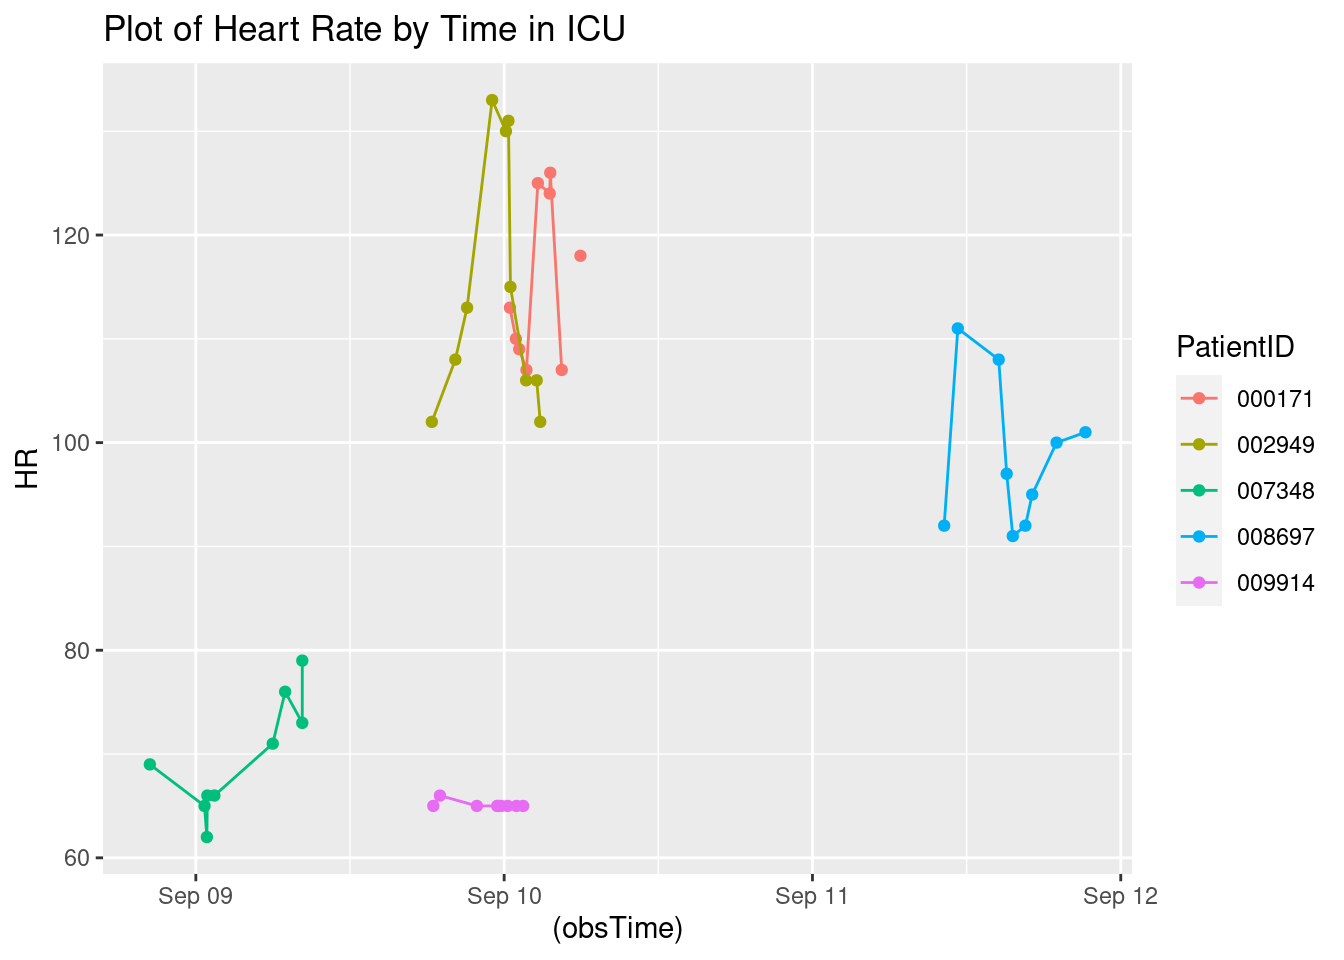 Plot of Heart Rate by Time in ICU
HR
120
100
80
60
Sep 09
Sep 10
Sep 11
Sep 12
(obsTime)
PatientID
000171
002949
007348
008697
009914